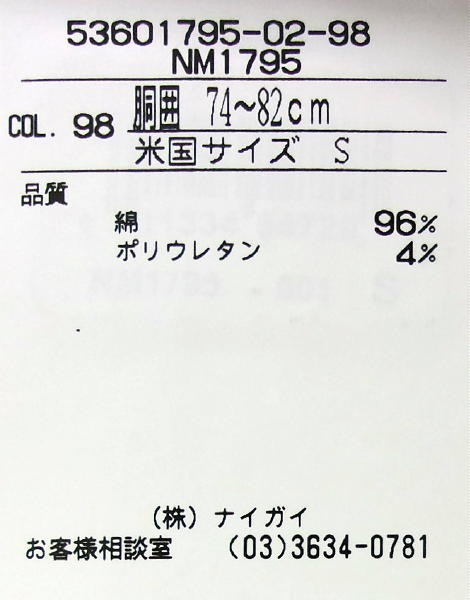 53601795-02-98
NM1795
COL. 98 胴囲 74～82cm
米国サイズ S
品質
綿 96%
ポリウレタン 4%
(株) ナイガイ
お客様相談室 (03)3634-0781